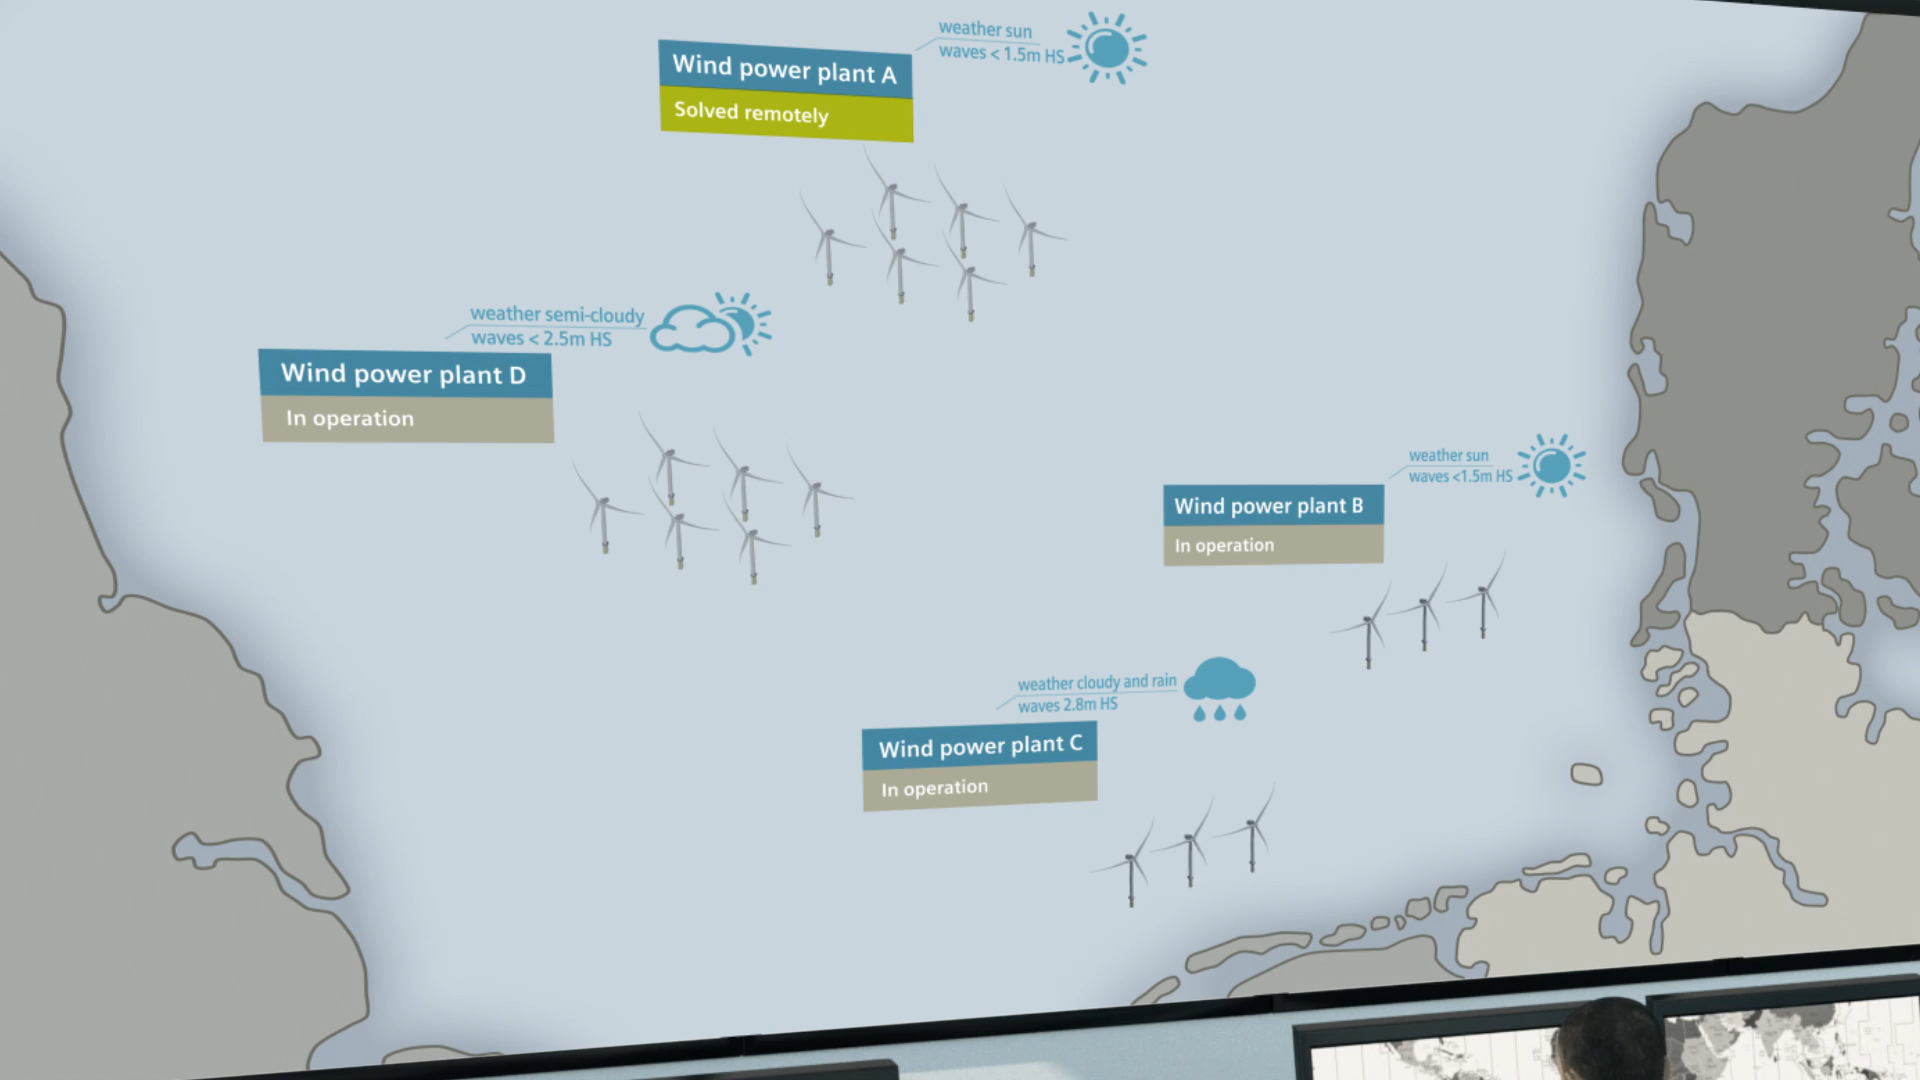 weather sun
waves < 1.5m HS
Wind power plant A
Solved remotely
weather semi-cloudy
waves < 2.5m HS
Wind power plant D
In operation
weather sun
waves <1.5m HS
Wind power plant B
In operation
weather cloudy and rain
waves 2.8m HS
Wind power plant C
In operation